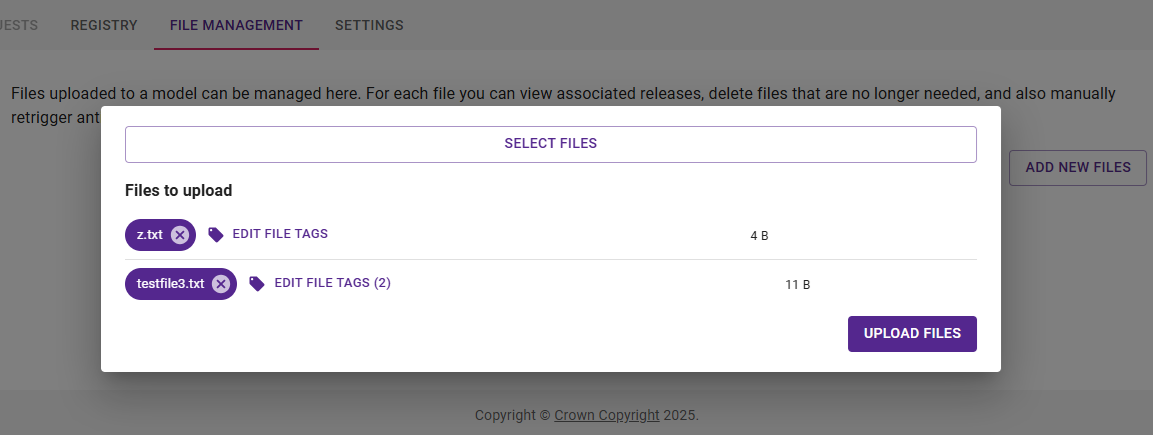 REGISTRY FILE MANAGEMENT SETTINGS
Files uploaded to a model can be managed here. For each file you can view associated releases, delete files that are no longer needed, and also manually
retrigger
SELECT FILES
ADD NEW FILES
Files to upload
z.txt EDIT FILE TAGS 4 B
testfile3.txt EDIT FILE TAGS (2) 11 B
UPLOAD FILES
Copyright © Crown Copyright 2025.